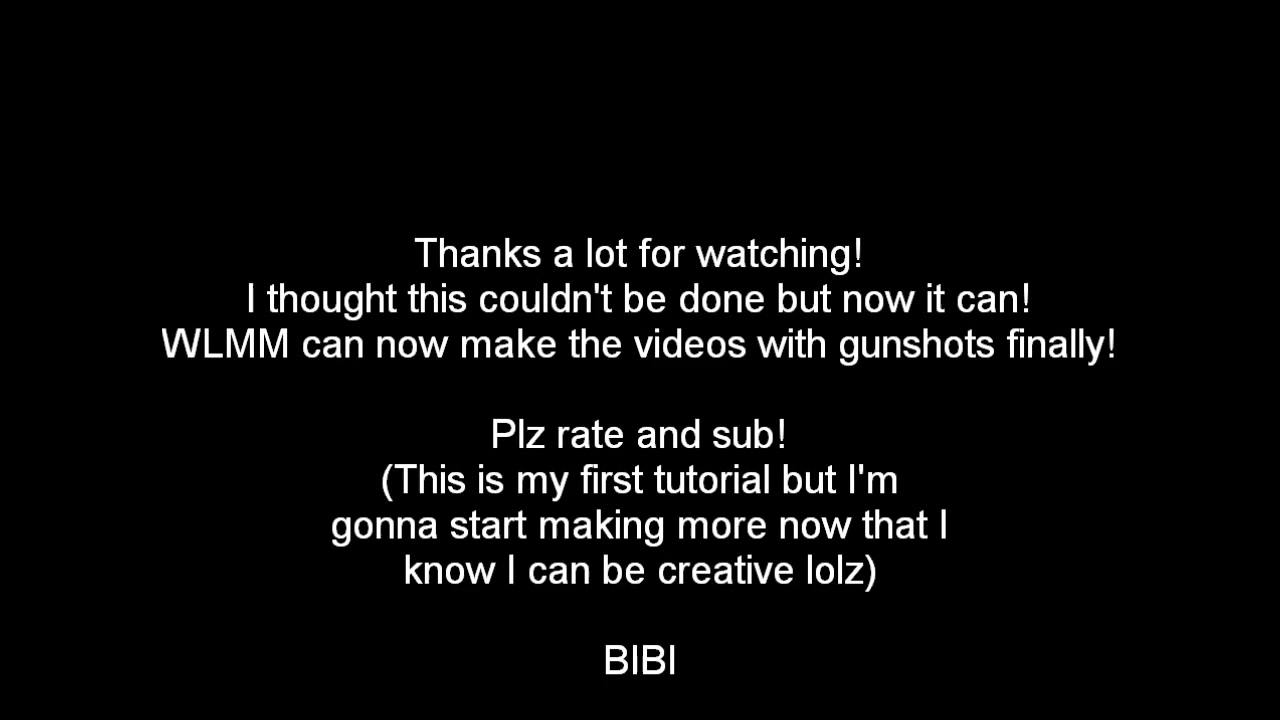 Thanks a lot for watching!
I thought this couldn't be done but now it can!
WLMM can now make the videos with gunshots finally!
Plz rate and sub!
(This is my first tutorial but I'm
gonna start making more now that I
know I can be creative lolz)
BIBI